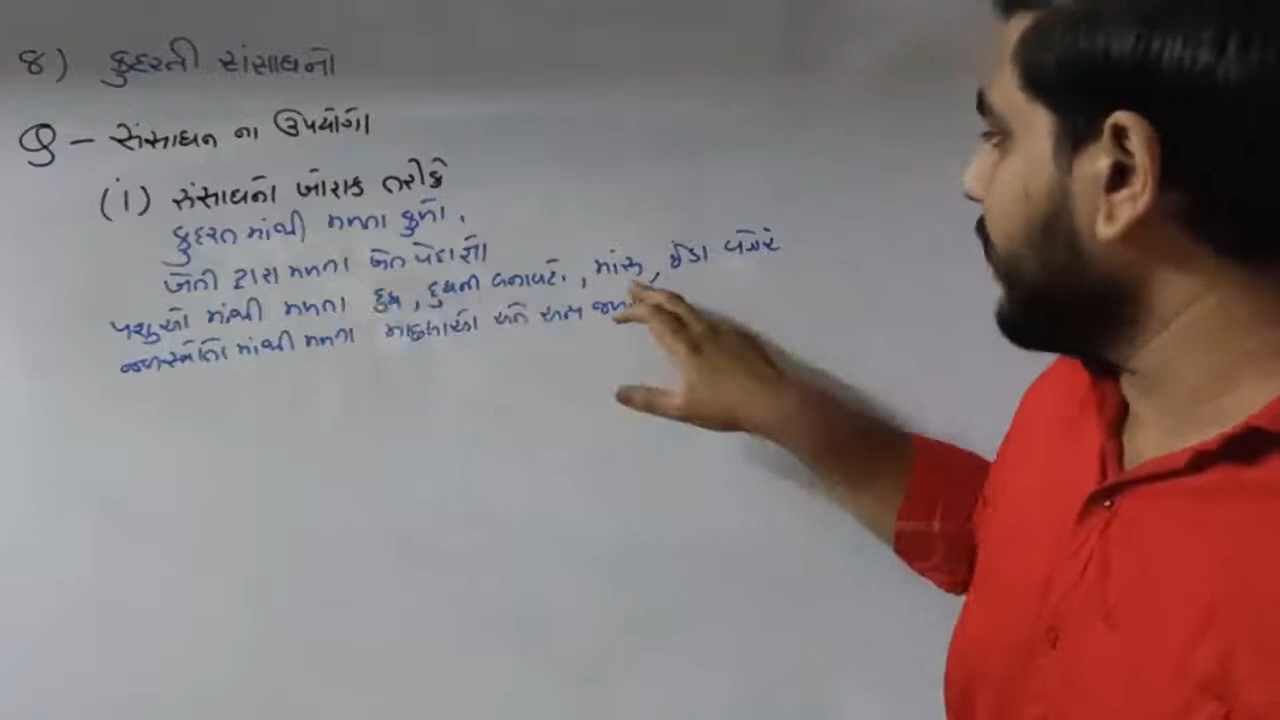 ૪) કુદરતી સંસાધનો
Q - સંસાધન ના ઉપયોગો
(i) સંસાધનો ખોરાક તરીકે
કુદરત માંથી મળતા ફળો.
ખેતી દ્વારા મળતા ખેત પેદાશો
પશુઓ માંથી મળતા દુધ, દુધની બનાવટો, માંસ, ઈંડા વગેરે
જળસ્ત્રોતો માંથી મળતા માછલાઓ અને અન્ય